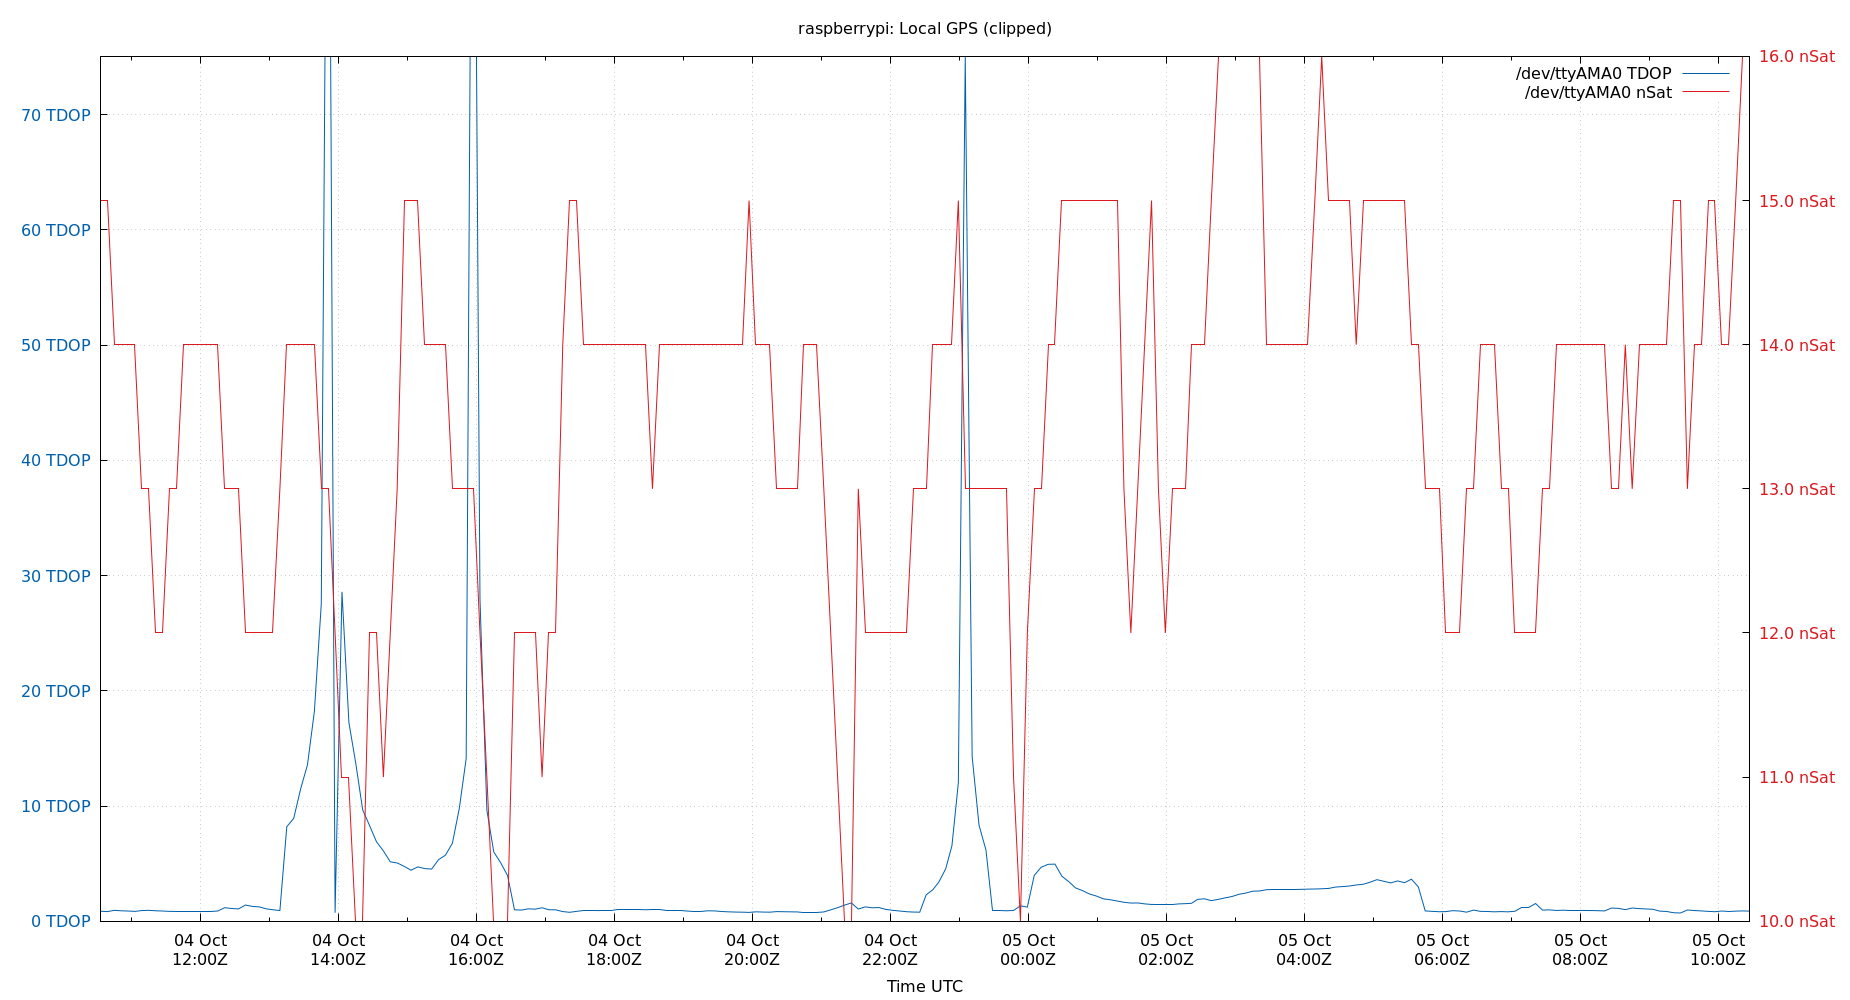 raspberrypi: Local GPS (clipped)
/dev/ttyAMA0 TDOP
/dev/ttyAMA0 nSat
70 TDOP
60 TDOP
50 TDOP
40 TDOP
30 TDOP
20 TDOP
10 TDOP
0 TDOP
16.0 nSat
15.0 nSat
14.0 nSat
13.0 nSat
12.0 nSat
11.0 nSat
10.0 nSat
04 Oct 04 Oct 04 Oct 04 Oct 04 Oct 04 Oct 05 Oct 05 Oct 05 Oct 05 Oct 05 Oct 05 Oct
12:00Z 14:00Z 16:00Z 18:00Z 20:00Z 22:00Z 00:00Z 02:00Z 04:00Z 06:00Z 08:00Z 10:00Z
Time UTC